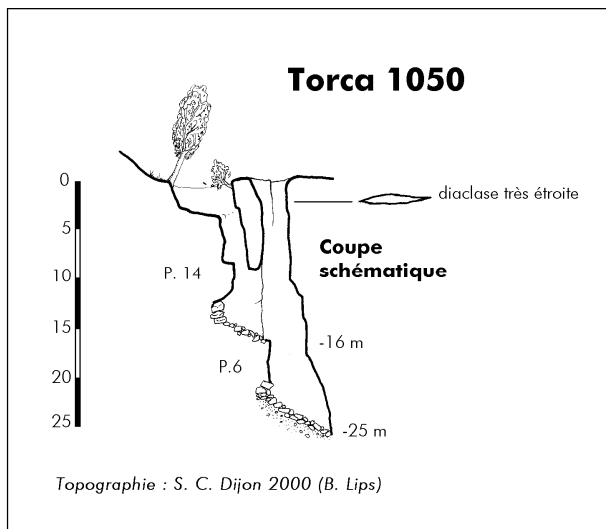 Torca 1050
0
diaclase très étroite
5
Coupe
schématique
10
P. 14
15
-16 m
P.6
20
25
-25 m
Topographie : S. C. Dijon 2000 (B. Lips)